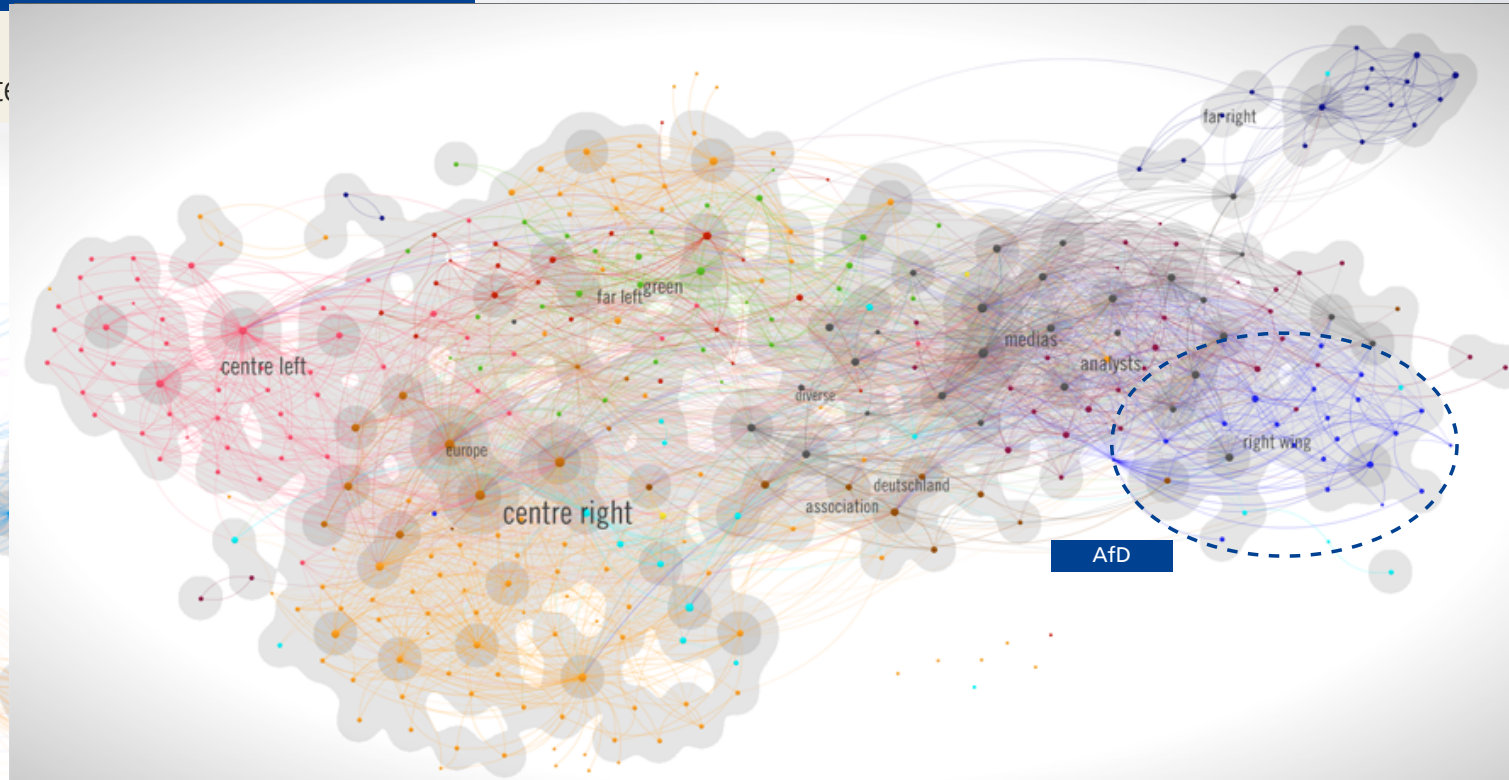 far right
green
far left
medias
centre left
analysts
diverse
right wing
europe
deutschland
association
centre right
AfD